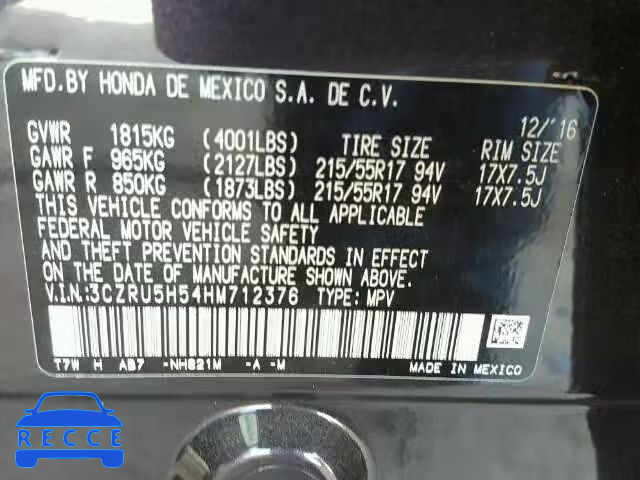 MFD.BY HONDA DE MEXICO S.A. DE C.V.
12/'16
GVWR 1815KG (4001LBS) TIRE SIZE RIM SIZE
GAWR F 965KG (2127LBS) 215/55R17 94V 17X7.5J
GAWR R 850KG (1873LBS) 215/55R17 94V 17X7.5J
THIS VEHICLE CONFORMS TO ALL APPLICABLE
FEDERAL MOTOR VEHICLE SAFETY
AND THEFT PREVENTION STANDARDS IN EFFECT
ON THE DATE OF MANUFACTURE SHOWN ABOVE.
V.I.N:3CZRU5H54HM712376 TYPE: MPV
T7W H AB7 -NH821M -A -M
MADE IN MEXICO
RECCE